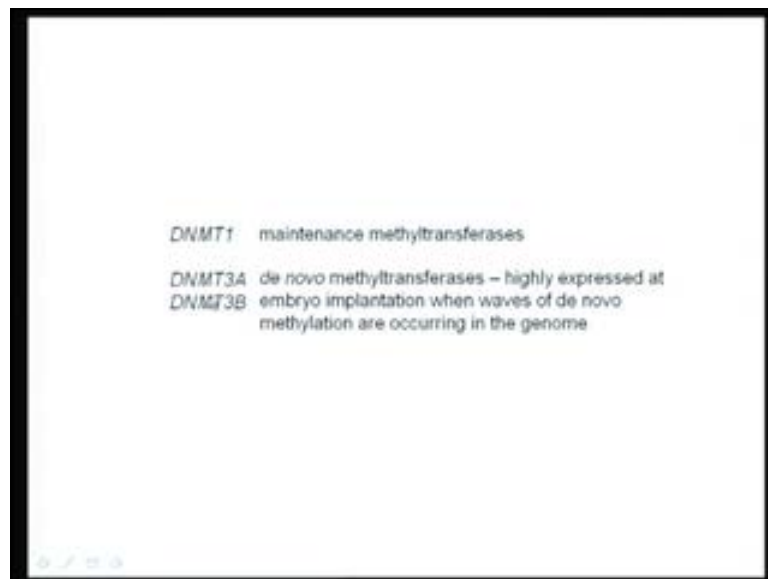 DNMT1 maintenance methyltransferases
DNMT3A de novo methyltransferases – highly expressed at
DNMT3B embryo implantation when waves of de novo
methylation are occurring in the genome